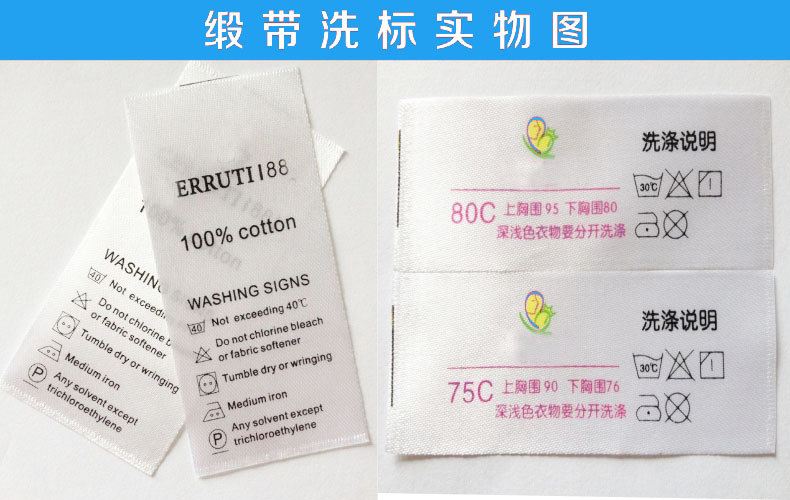 缎带洗标实物图
WASHING
40 Not exceeding
Do not chlorine
or fabric softener
Tumble dry or wringing
Medium iron
P Any solvent except
trichloroethylene
ERRUTI 188
100% cotton
WASHING SIGNS
40 Not exceeding 40℃
Do not chlorine bleach
or fabric softener
Tumble dry or wringing
Medium iron
P Any solvent except
trichloroethylene
洗涤说明
30℃
80C 上胸围 95 下胸围80
深浅色衣物要分开洗涤
洗涤说明
30℃
75C 上胸围 90 下胸围76
深浅色衣物要分开洗涤